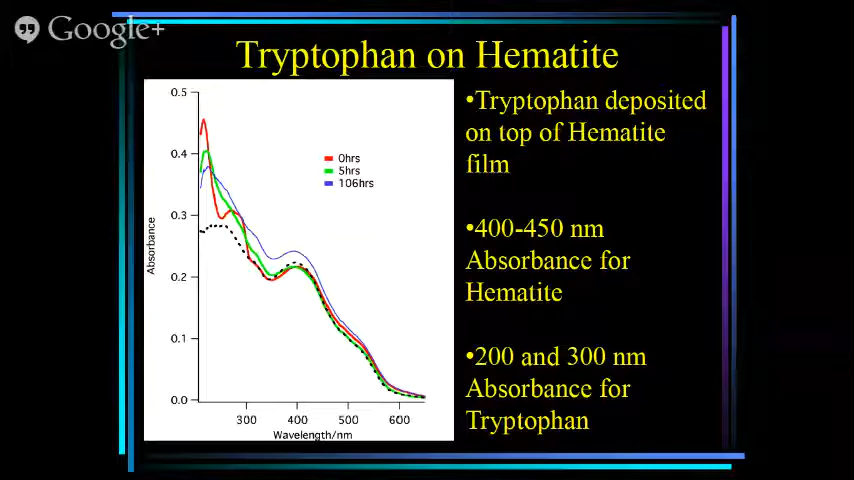 Google+
Tryptophan on Hematite
0.5
0.4
0.3
0.2
0.1
0.0
Absorbance
0hrs
5hrs
106hrs
300
400
500
600
Wavelength/nm
•Tryptophan deposited
on top of Hematite
film
•400-450 nm
Absorbance for
Hematite
•200 and 300 nm
Absorbance for
Tryptophan